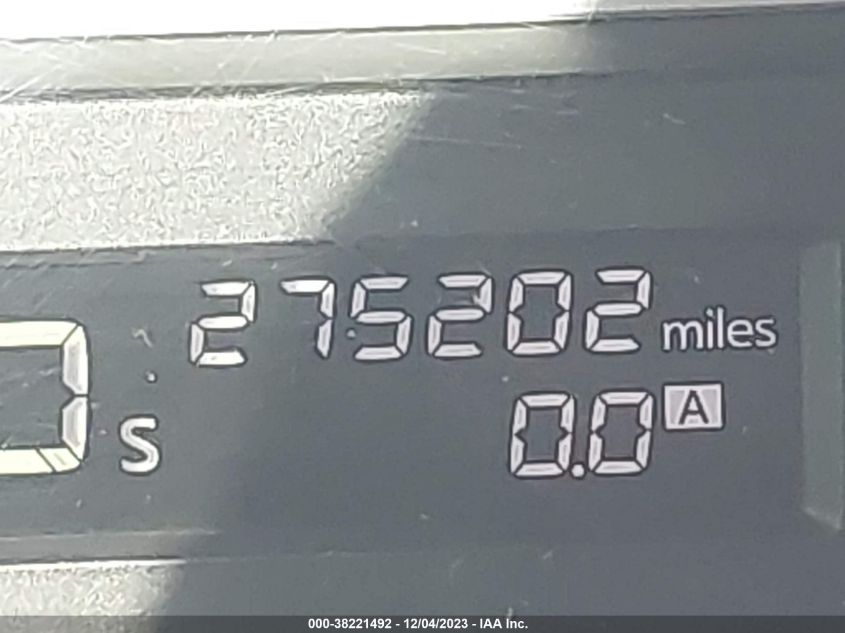 275202 miles
0.0 A
S
000-38221492 - 12/04/2023 - IAA Inc.